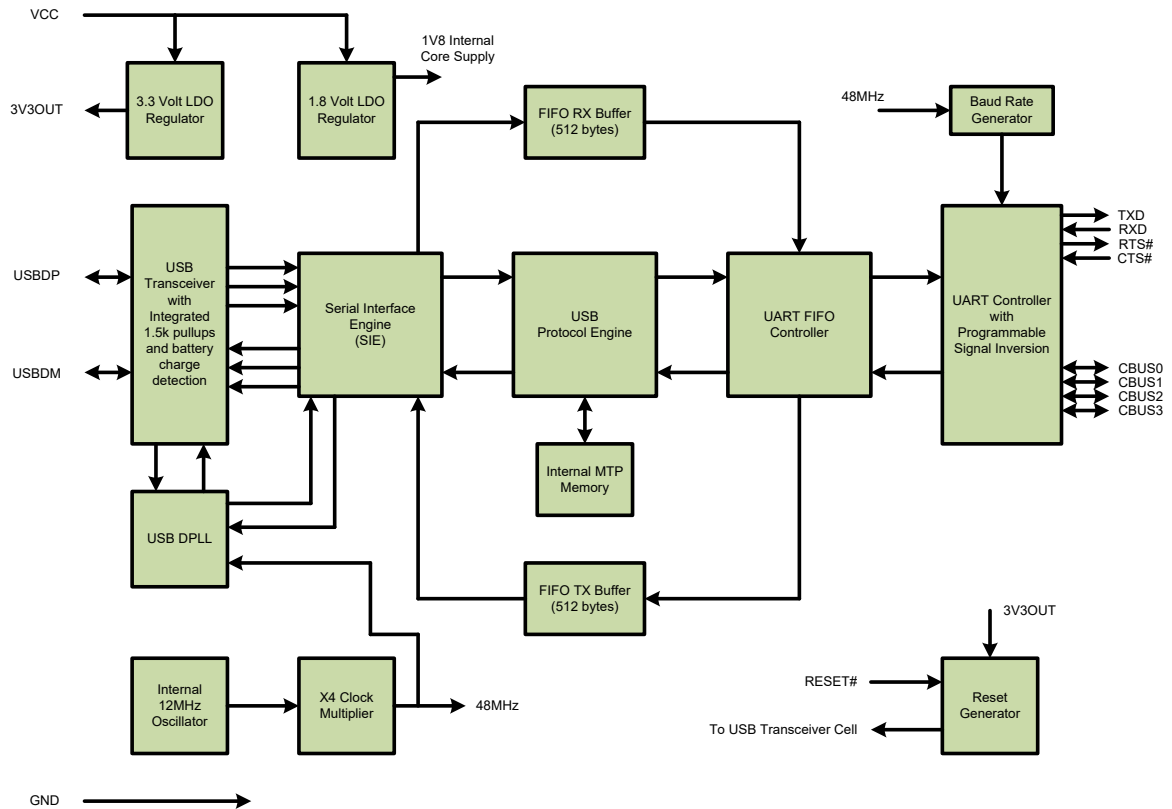 VCC
3.3 Volt LDO
Regulator
3V3OUT
1.8 Volt LDO
Regulator
1V8 Internal
Core Supply
FIFO RX Buffer
(512 bytes)
48MHz
Baud Rate
Generator
USBDP
USBDM
USB
Transceiver
with
Integrated
1.5k pullups
and battery
charge
detection
Serial Interface
Engine
(SIE)
USB
Protocol Engine
UART FIFO
Controller
UART Controller
with
Programmable
Signal Inversion
TXD
RXD
RTS#
CTS#
CBUS0
CBUS1
CBUS2
CBUS3
Internal MTP
Memory
USB DPLL
FIFO TX Buffer
(512 bytes)
Internal
12MHz
Oscillator
X4 Clock
Multiplier
48MHz
3V3OUT
RESET#
Reset
Generator
To USB Transceiver Cell
GND